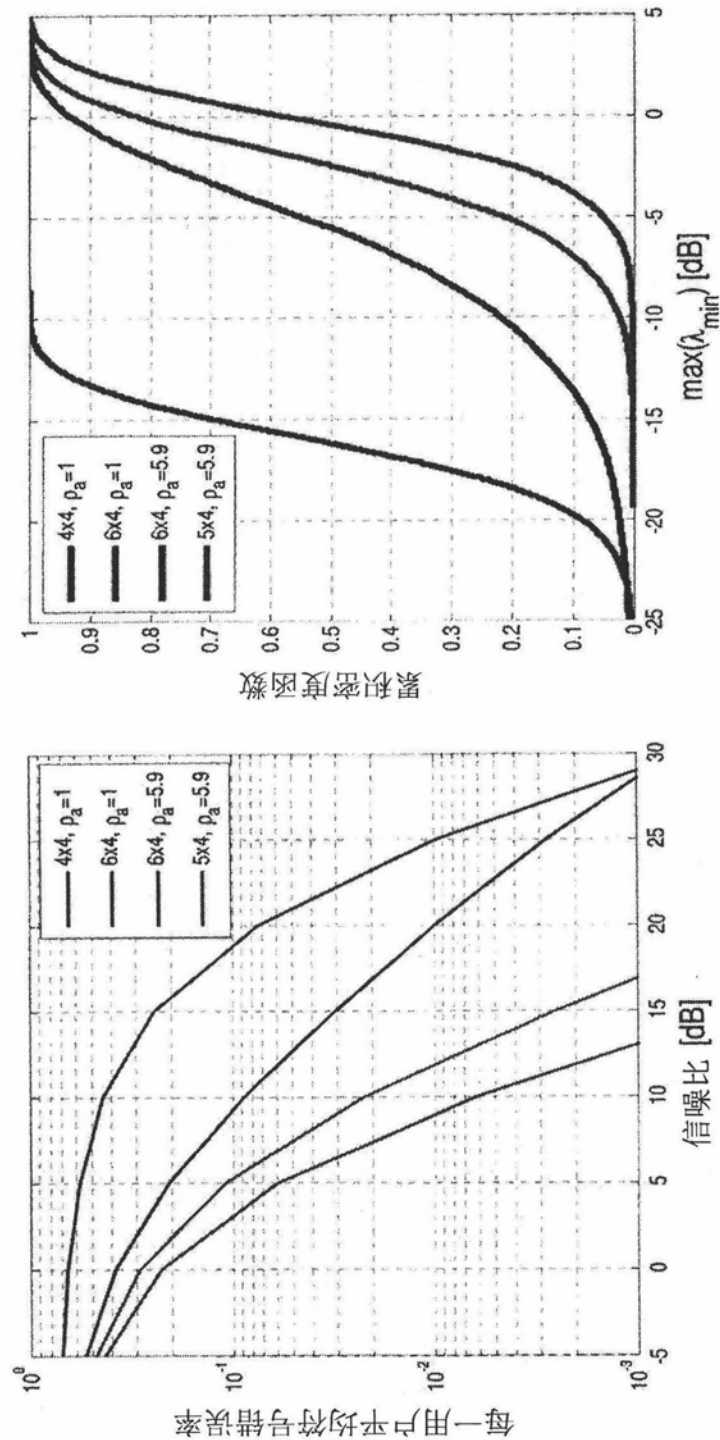 每一用户平均符号错误率
10⁰
10⁻¹
10⁻²
10⁻³
4x4, ρa=1
6x4, ρa=1
6x4, ρa=5.9
5x4, ρa=5.9
-5
0
5
10
15
20
25
30
信噪比 [dB]
累积密度函数
1
0.9
0.8
0.7
0.6
0.5
0.4
0.3
0.2
0.1
0
4x4, ρa=1
6x4, ρa=1
6x4, ρa=5.9
5x4, ρa=5.9
-25
-20
-15
-10
-5
0
5
max(λmin) [dB]